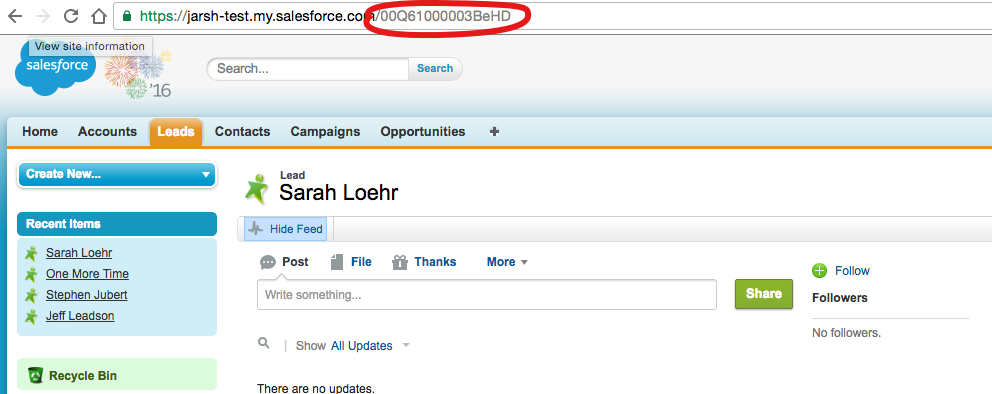 https://jarsh-test.my.salesforce.com/00Q61000003BeHD
View site information
salesforce
'16
Search...
Search
Home Accounts Leads Contacts Campaigns Opportunities +
Create New...
Lead
Sarah Loehr
Hide Feed
Recent Items
Sarah Loehr
One More Time
Stephen Jubert
Jeff Leadson
Recycle Bin
Post File Thanks More
Write something...
Share
Show All Updates
There are no updates.
Follow
Followers
No followers.